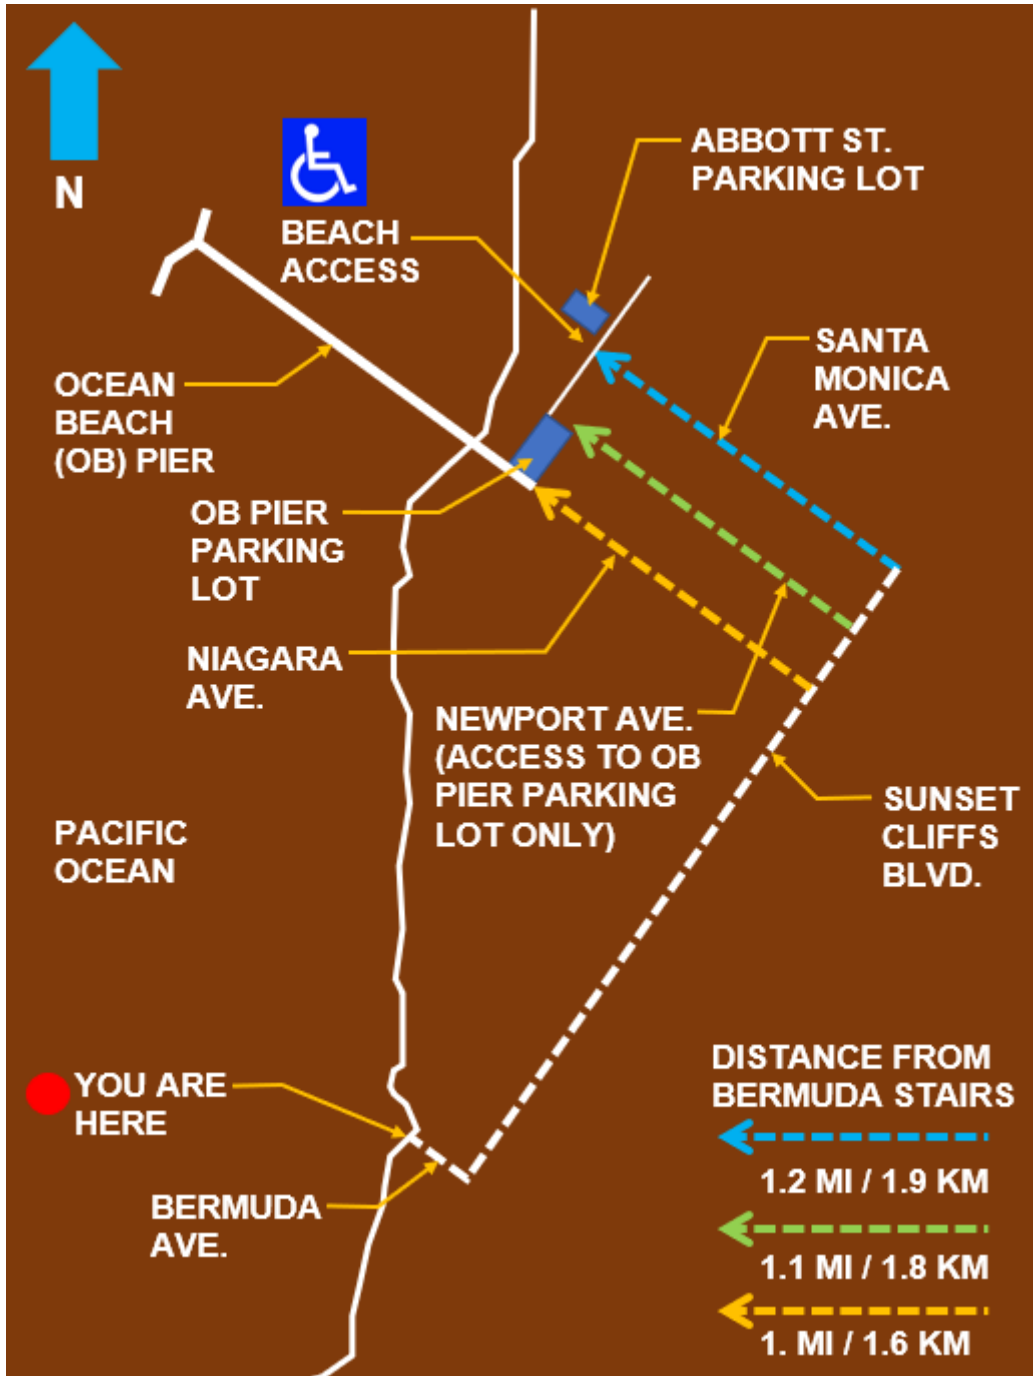 N
BEACH
ACCESS
ABBOTT ST.
PARKING LOT
OCEAN
BEACH
(OB) PIER
SANTA
MONICA
AVE.
OB PIER
PARKING
LOT
NIAGARA
AVE.
NEWPORT AVE.
(ACCESS TO OB
PIER PARKING
LOT ONLY)
SUNSET
CLIFFS
BLVD.
PACIFIC
OCEAN
YOU ARE
HERE
BERMUDA
AVE.
DISTANCE FROM
BERMUDA STAIRS
1.2 MI / 1.9 KM
1.1 MI / 1.8 KM
1. MI / 1.6 KM